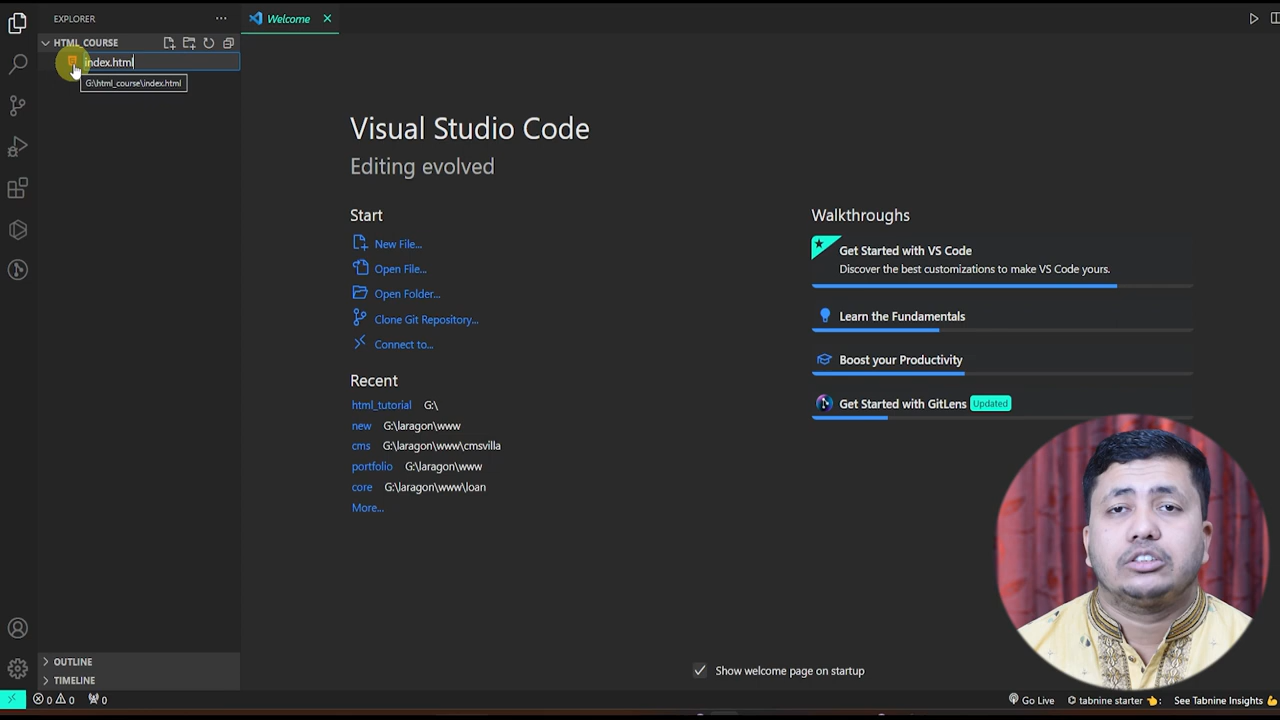 EXPLORER
Welcome
HTML_COURSE
index.html
G:\html_course\index.html
Visual Studio Code
Editing evolved
Start
New File...
Open File...
Open Folder...
Clone Git Repository...
Connect to...
Recent
html_tutorial G:\
new G:\laragon\www
cms G:\laragon\www\cmsvilla
portfolio G:\laragon\www
core G:\laragon\www\loan
More...
Walkthroughs
Get Started with VS Code
Discover the best customizations to make VS Code yours.
Learn the Fundamentals
Boost your Productivity
Get Started with GitLens Updated
Show welcome page on startup
OUTLINE
TIMELINE
0 0 0 Go Live tabnine starter : See Tabnine Insights